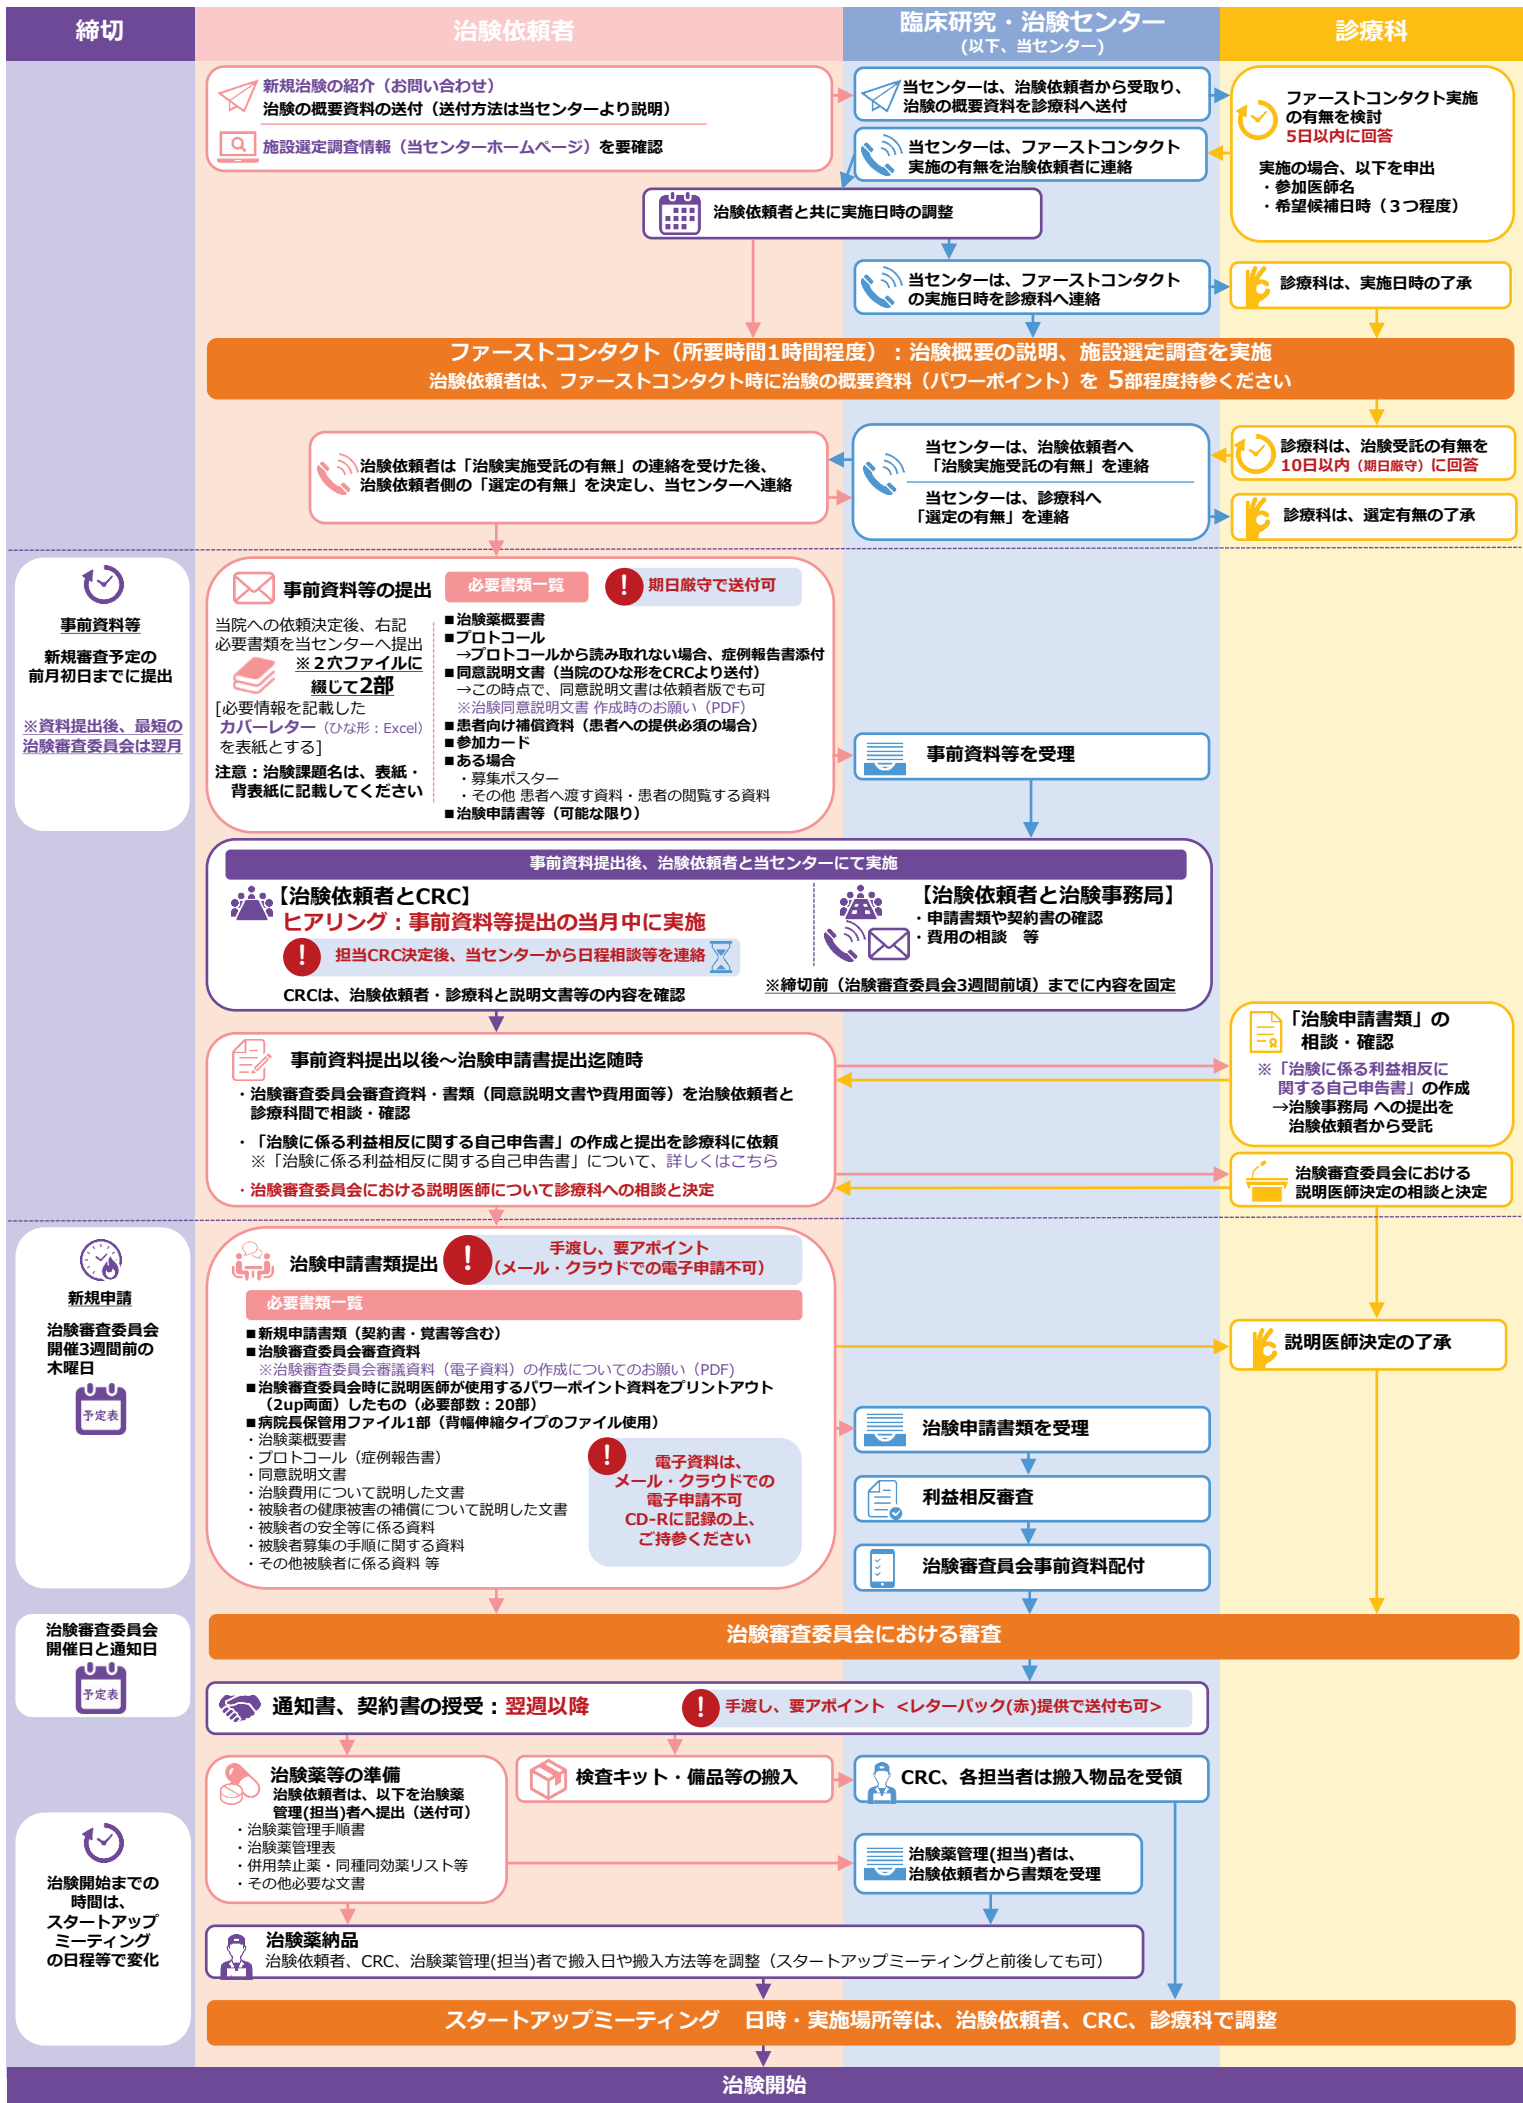 締切
治験依頼者
臨床研究・治験センター
(以下、当センター)
診療科
新規治験の紹介（お問い合わせ）
治験の概要資料の送付（送付方法は当センターより説明）
施設選定調査情報（当センターホームページ）を要確認
当センターは、治験依頼者から受取り、
治験の概要資料を診療科へ送付
ファーストコンタクト実施
の有無を検討
5日以内に回答
実施の場合、以下を申出
・参加医師名
・希望候補日時（３つ程度）
当センターは、ファーストコンタクト
実施の有無を治験依頼者に連絡
治験依頼者と共に実施日時の調整
当センターは、ファーストコンタクト
の実施日時を診療科へ連絡
診療科は、実施日時の了承
ファーストコンタクト（所要時間1時間程度）：治験概要の説明、施設選定調査を実施
治験依頼者は、ファーストコンタクト時に治験の概要資料（パワーポイント）を 5部程度持参ください
治験依頼者は「治験実施受託の有無」の連絡を受けた後、
治験依頼者側の「選定の有無」を決定し、当センターへ連絡
当センターは、治験依頼者へ
「治験実施受託の有無」を連絡
当センターは、診療科へ
「選定の有無」を連絡
診療科は、治験受託の有無を
10日以内（期日厳守）に回答
診療科は、選定有無の了承
事前資料等
新規審査予定の
前月初日までに提出
※資料提出後、最短の
治験審査委員会は翌月
事前資料等の提出
当院への依頼決定後、右記
必要書類を当センターへ提出
※２穴ファイルに
綴じて2部
[必要情報を記載した
カバーレター（ひな形：Excel）
を表紙とする]
注意：治験課題名は、表紙・
背表紙に記載してください
必要書類一覧
! 期日厳守で送付可
■治験薬概要書
■プロトコール
→プロトコールから読み取れない場合、症例報告書添付
■同意説明文書（当院のひな形をCRCより送付）
→この時点で、同意説明文書は依頼者版でも可
※治験同意説明文書 作成時のお願い（PDF）
■患者向け補償資料（患者への提供必須の場合）
■参加カード
■ある場合
・募集ポスター
・その他 患者へ渡す資料・患者の閲覧する資料
■治験申請書等（可能な限り）
事前資料等を受理
事前資料提出後、治験依頼者と当センターにて実施
【治験依頼者とCRC】
ヒアリング：事前資料等提出の当月中に実施
! 担当CRC決定後、当センターから日程相談等を連絡
CRCは、治験依頼者・診療科と説明文書等の内容を確認
【治験依頼者と治験事務局】
・申請書類や契約書の確認
・費用の相談　等
※締切前（治験審査委員会3週間前頃）までに内容を固定
事前資料提出以後～治験申請書提出迄随時
・治験審査委員会審査資料・書類（同意説明文書や費用面等）を治験依頼者と
診療科間で相談・確認
・「治験に係る利益相反に関する自己申告書」の作成と提出を診療科に依頼
※「治験に係る利益相反に関する自己申告書」について、詳しくはこちら
・治験審査委員会における説明医師について診療科への相談と決定
「治験申請書類」の
相談・確認
※「治験に係る利益相反に
関する自己申告書」の作成
→治験事務局 への提出を
治験依頼者から受託
治験審査委員会における
説明医師決定の相談と決定
新規申請
治験審査委員会
開催3週間前の
木曜日
予定表
治験申請書類提出
! 手渡し、要アポイント
（メール・クラウドでの電子申請不可）
必要書類一覧
■新規申請書類（契約書・覚書等含む）
■治験審査委員会審査資料
※治験審査委員会審議資料（電子資料）の作成についてのお願い（PDF)
■治験審査委員会時に説明医師が使用するパワーポイント資料をプリントアウト
（2up両面）したもの（必要部数：20部）
■病院長保管用ファイル1部（背幅伸縮タイプのファイル使用）
・治験薬概要書
・プロトコール（症例報告書）
・同意説明文書
・治験費用について説明した文書
・被験者の健康被害の補償について説明した文書
・被験者の安全等に係る資料
・被験者募集の手順に関する資料
・その他被験者に係る資料 等
! 電子資料は、
メール・クラウドでの
電子申請不可
CD-Rに記録の上、
ご持参ください
説明医師決定の了承
治験申請書類を受理
利益相反審査
治験審査員会事前資料配付
治験審査委員会
開催日と通知日
予定表
治験審査委員会における審査
通知書、契約書の授受：翌週以降
! 手渡し、要アポイント <レターパック(赤)提供で送付も可>
治験薬等の準備
治験依頼者は、以下を治験薬
管理(担当)者へ提出（送付可）
・治験薬管理手順書
・治験薬管理表
・併用禁止薬・同種同効薬リスト等
・その他必要な文書
検査キット・備品等の搬入
CRC、各担当者は搬入物品を受領
治験薬管理(担当)者は、
治験依頼者から書類を受理
治験開始までの
時間は、
スタートアップ
ミーティング
の日程等で変化
治験薬納品
治験依頼者、CRC、治験薬管理(担当)者で搬入日や搬入方法等を調整（スタートアップミーティングと前後しても可）
スタートアップミーティング　日時・実施場所等は、治験依頼者、CRC、診療科で調整
治験開始